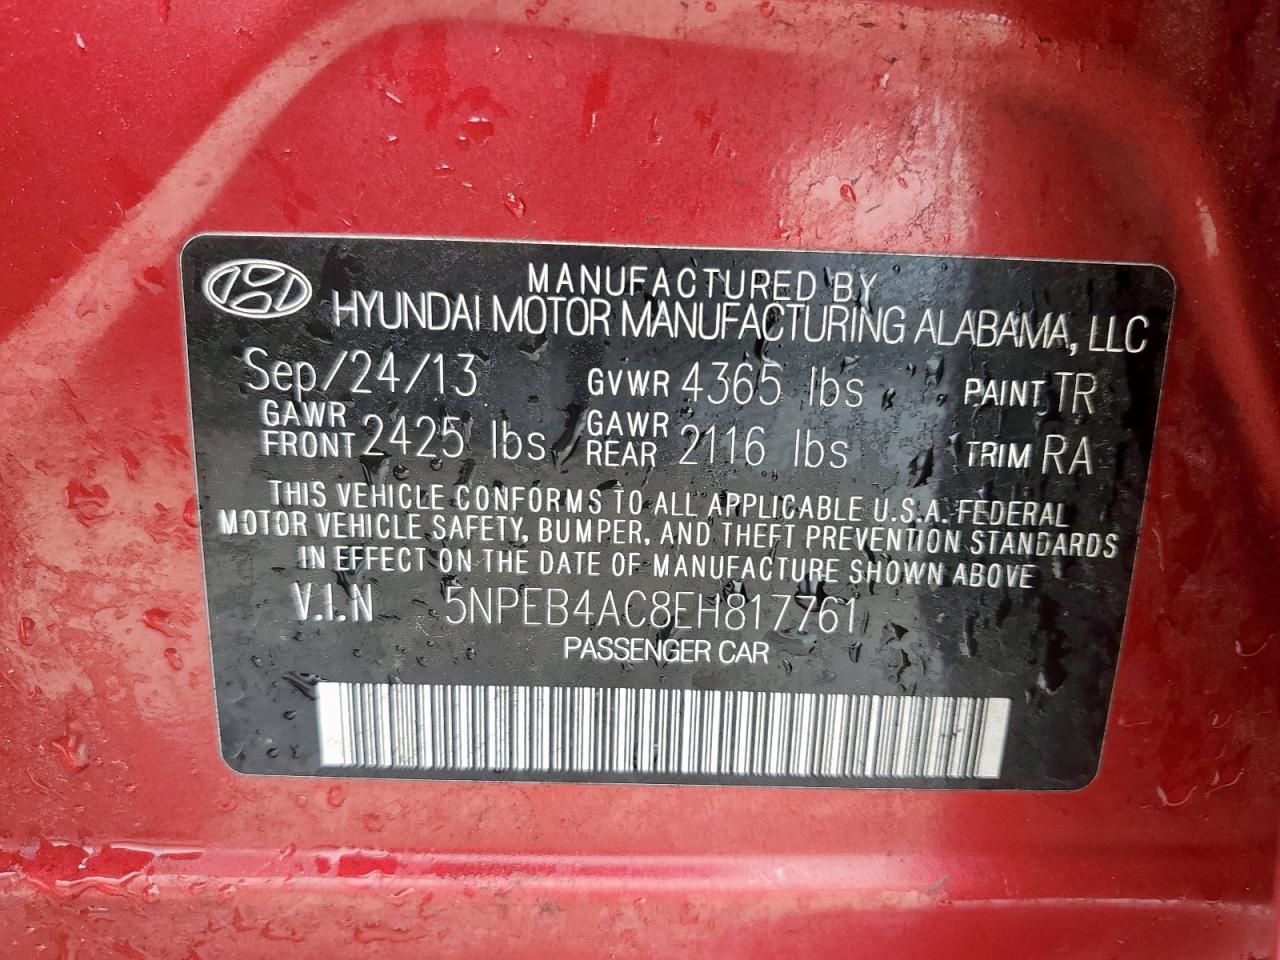 MANUFACTURED BY
HYUNDAI MOTOR MANUFACTURING ALABAMA, LLC
Sep/24/13 GVWR 4365 lbs PAINT TR
GAWR FRONT 2425 lbs GAWR REAR 2116 lbs TRIM RA
THIS VEHICLE CONFORMS TO ALL APPLICABLE U.S.A. FEDERAL
MOTOR VEHICLE SAFETY, BUMPER, AND THEFT PREVENTION STANDARDS
IN EFFECT ON THE DATE OF MANUFACTURE SHOWN ABOVE
V.I.N 5NPEB4AC8EH817761
PASSENGER CAR